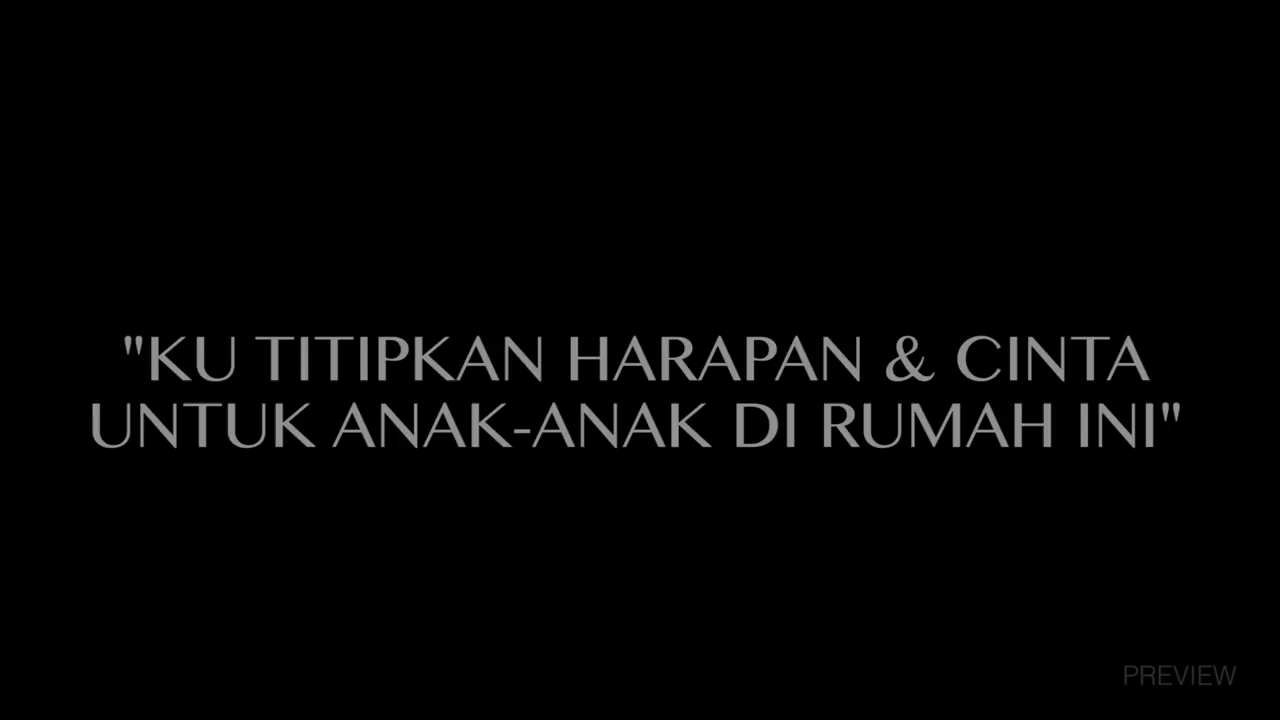 "KU TITIPKAN HARAPAN & CINTA
UNTUK ANAK-ANAK DI RUMAH INI"
PREVIEW